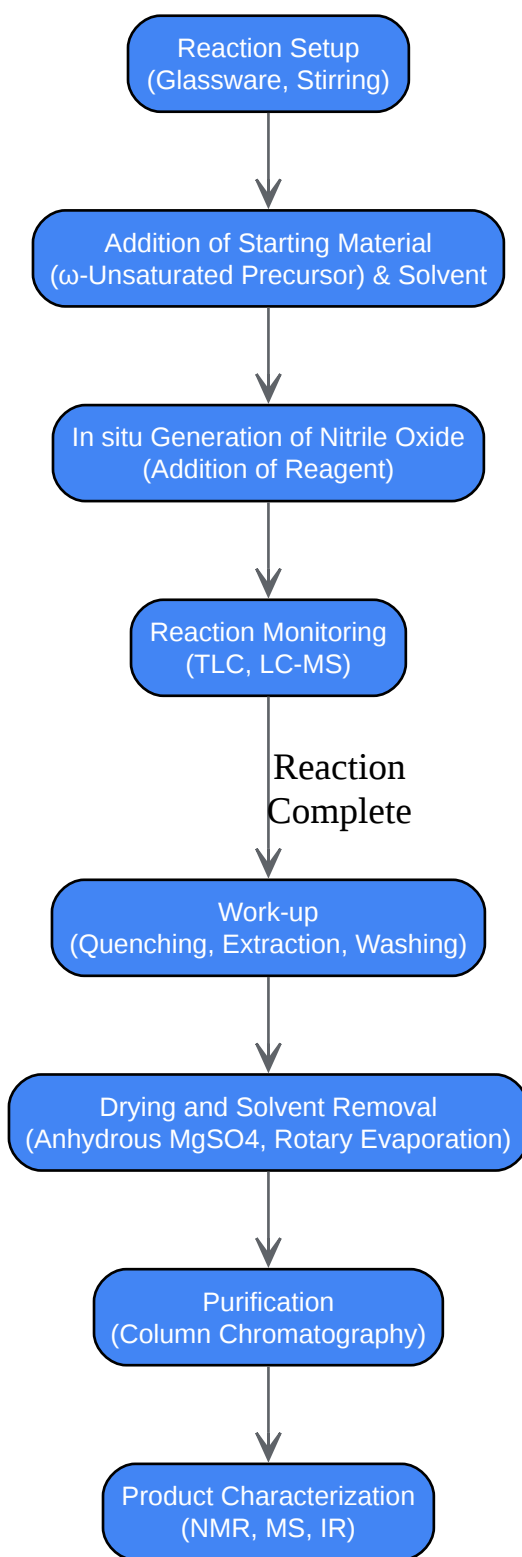 Reaction Setup
(Glassware, Stirring)
Addition of Starting Material
(ω-Unsaturated Precursor) & Solvent
In situ Generation of Nitrile Oxide
(Addition of Reagent)
Reaction Monitoring
(TLC, LC-MS)
Reaction
Complete
Work-up
(Quenching, Extraction, Washing)
Drying and Solvent Removal
(Anhydrous MgSO4, Rotary Evaporation)
Purification
(Column Chromatography)
Product Characterization
(NMR, MS, IR)